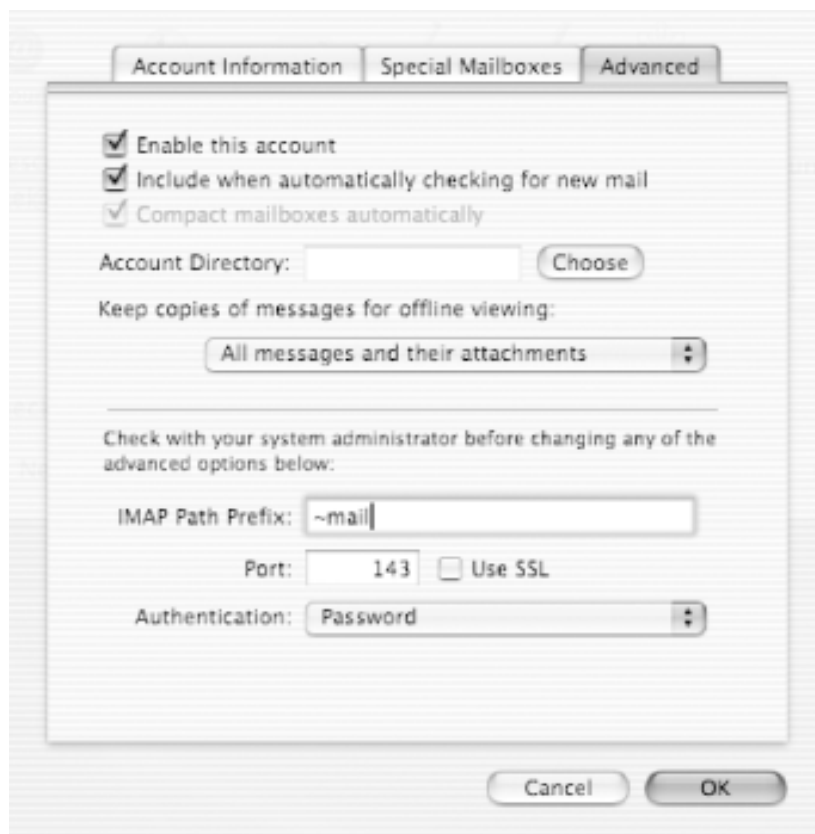 Account Information Special Mailboxes Advanced
Enable this account
Include when automatically checking for new mail
Compact mailboxes automatically
Account Directory: Choose
Keep copies of messages for offline viewing:
All messages and their attachments
Check with your system administrator before changing any of the
advanced options below:
IMAP Path Prefix: ~mail
Port: 143 Use SSL
Authentication: Password
Cancel OK